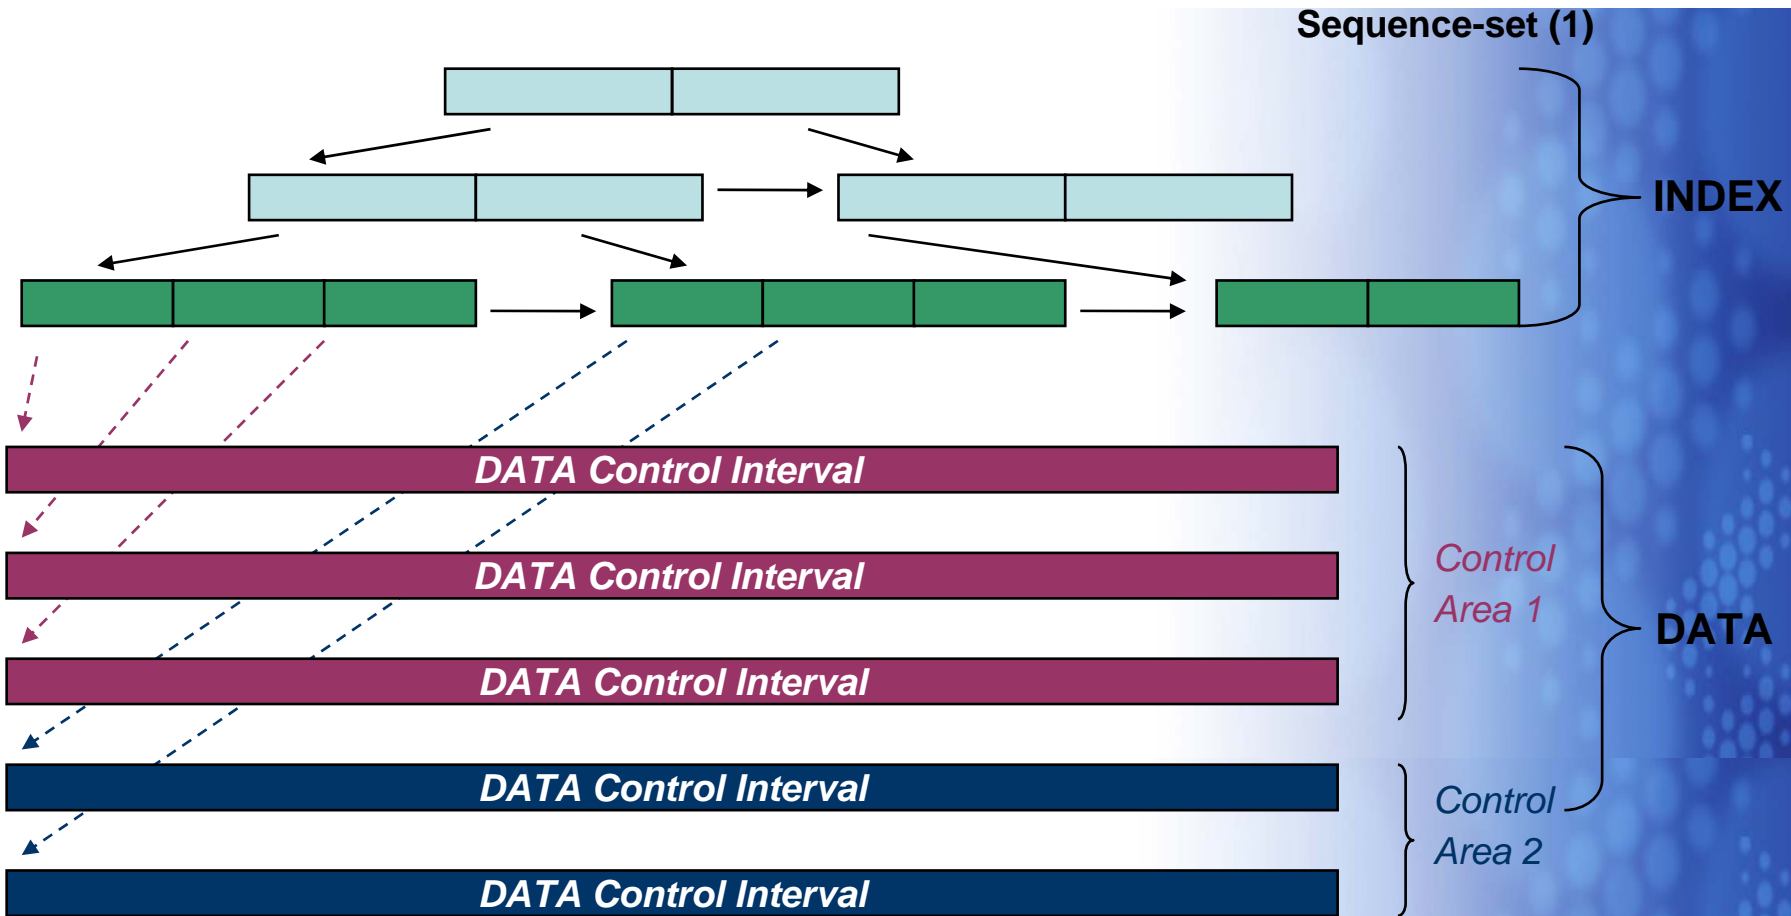 Sequence-set (1)
INDEX
DATA Control Interval
DATA Control Interval
Control
Area 1
DATA
DATA Control Interval
DATA Control Interval
Control
Area 2
DATA Control Interval